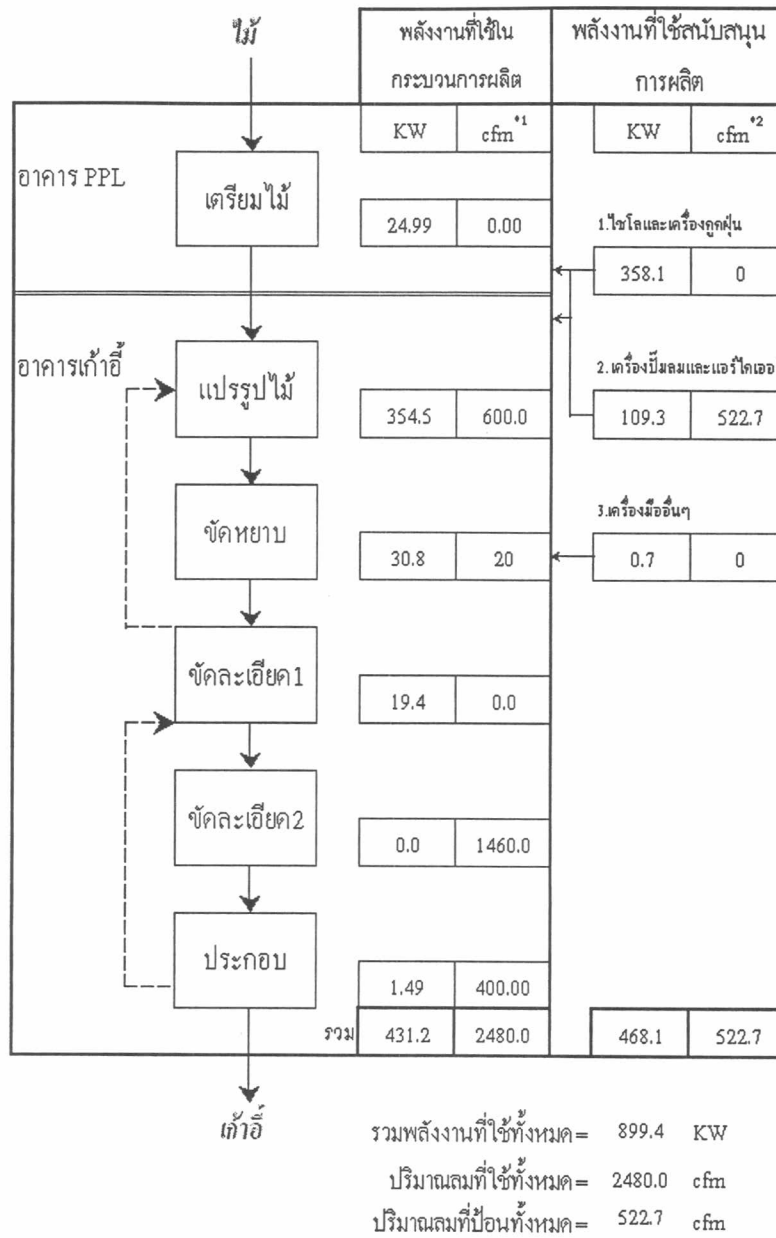 ไม้
พลังงานที่ใช้ใน
กระบวนการผลิต
พลังงานที่ใช้สนับสนุน
การผลิต
KW cfm*1 KW cfm*2
อาคาร PPL
เตรียมไม้
24.99 0.00
1.ไซโลและเครื่องดูดฝุ่น
358.1 0
อาคารเก้าอี้
แปรรูปไม้
354.5 600.0
2.เครื่องปั๊มลมและแอร์ไดเออ
109.3 522.7
ขัดหยาบ
30.8 20
3.เครื่องมืออื่นๆ
0.7 0
ขัดละเอียด1
19.4 0.0
ขัดละเอียด2
0.0 1460.0
ประกอบ
1.49 400.00
รวม 431.2 2480.0 468.1 522.7
เก้าอี้
รวมพลังงานที่ใช้ทั้งหมด= 899.4 KW
ปริมาณลมที่ใช้ทั้งหมด= 2480.0 cfm
ปริมาณลมที่ป้อนทั้งหมด= 522.7 cfm